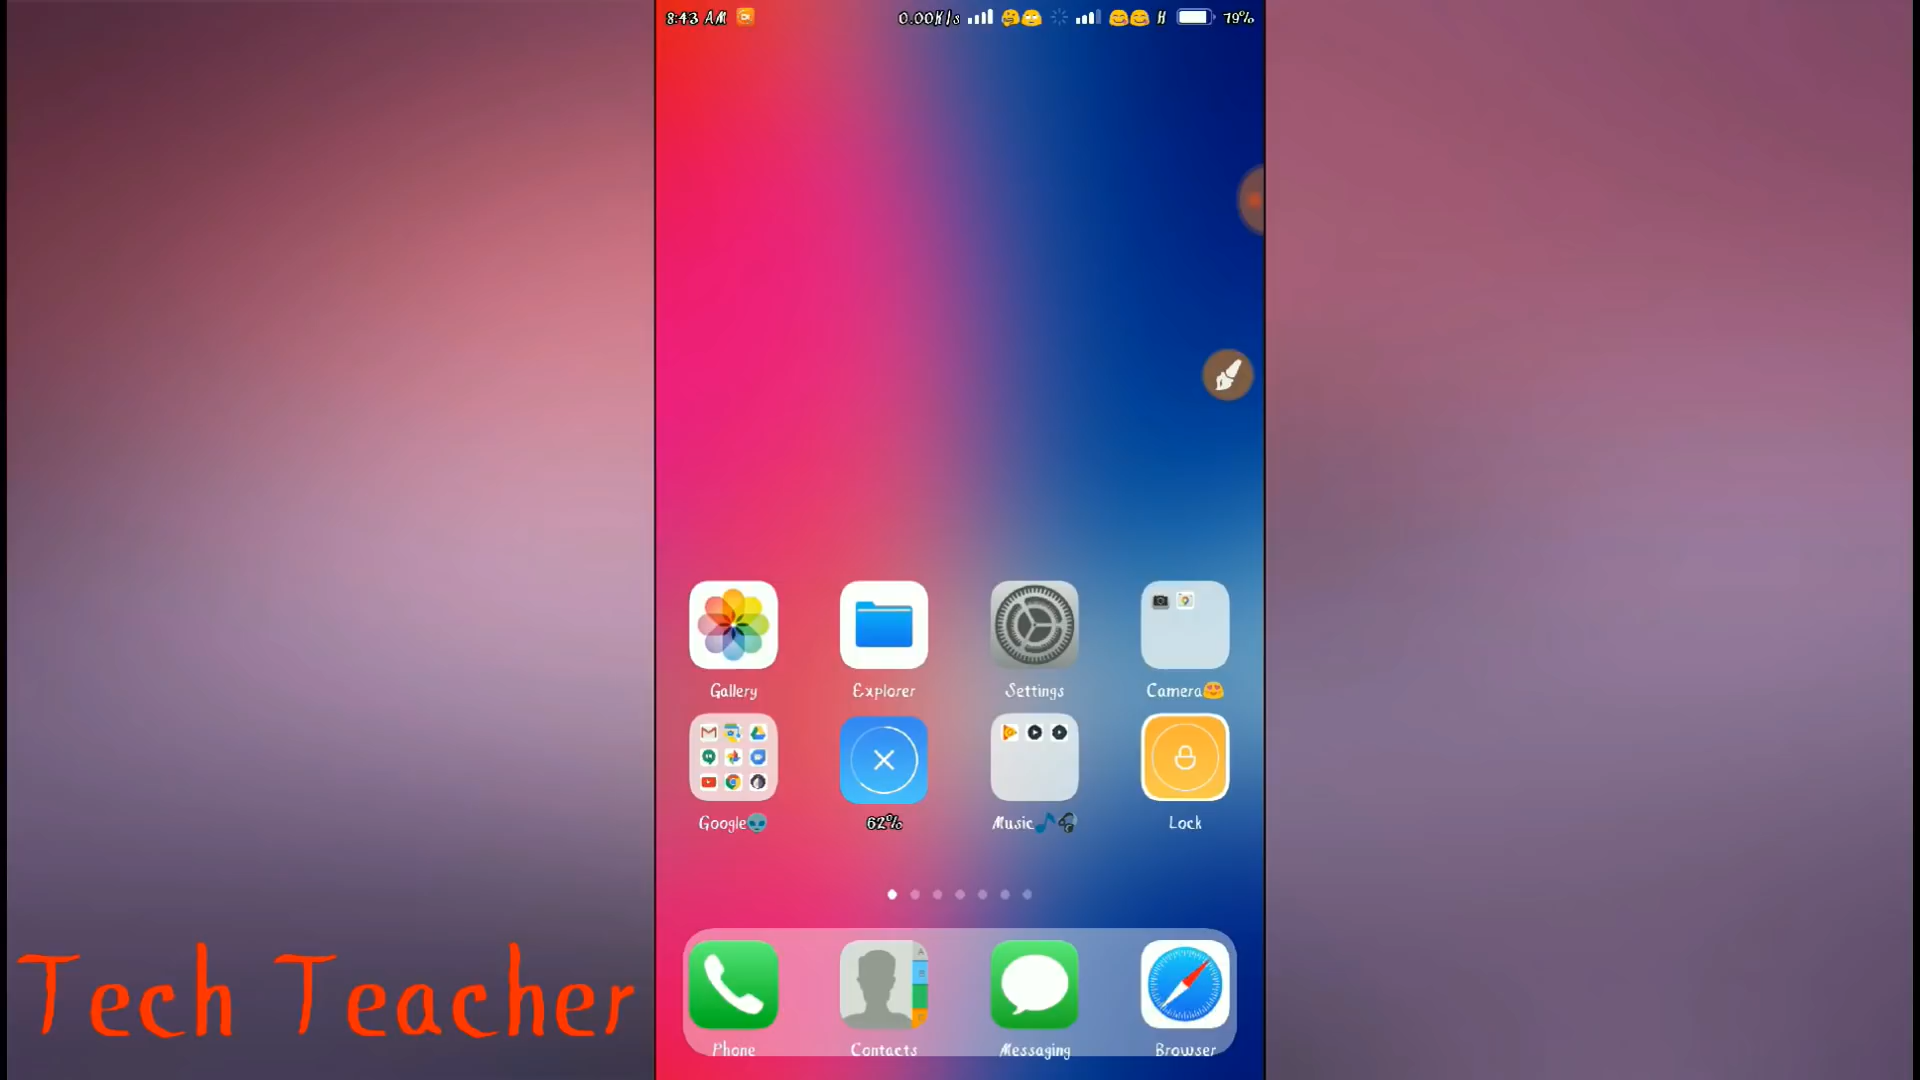 8:43 AM 0.00K/s H 79%
Gallery Explorer Settings Camera😍
Google👽 62% Music🎵🎧 Lock
Phone Contacts Messaging Browser
Tech Teacher